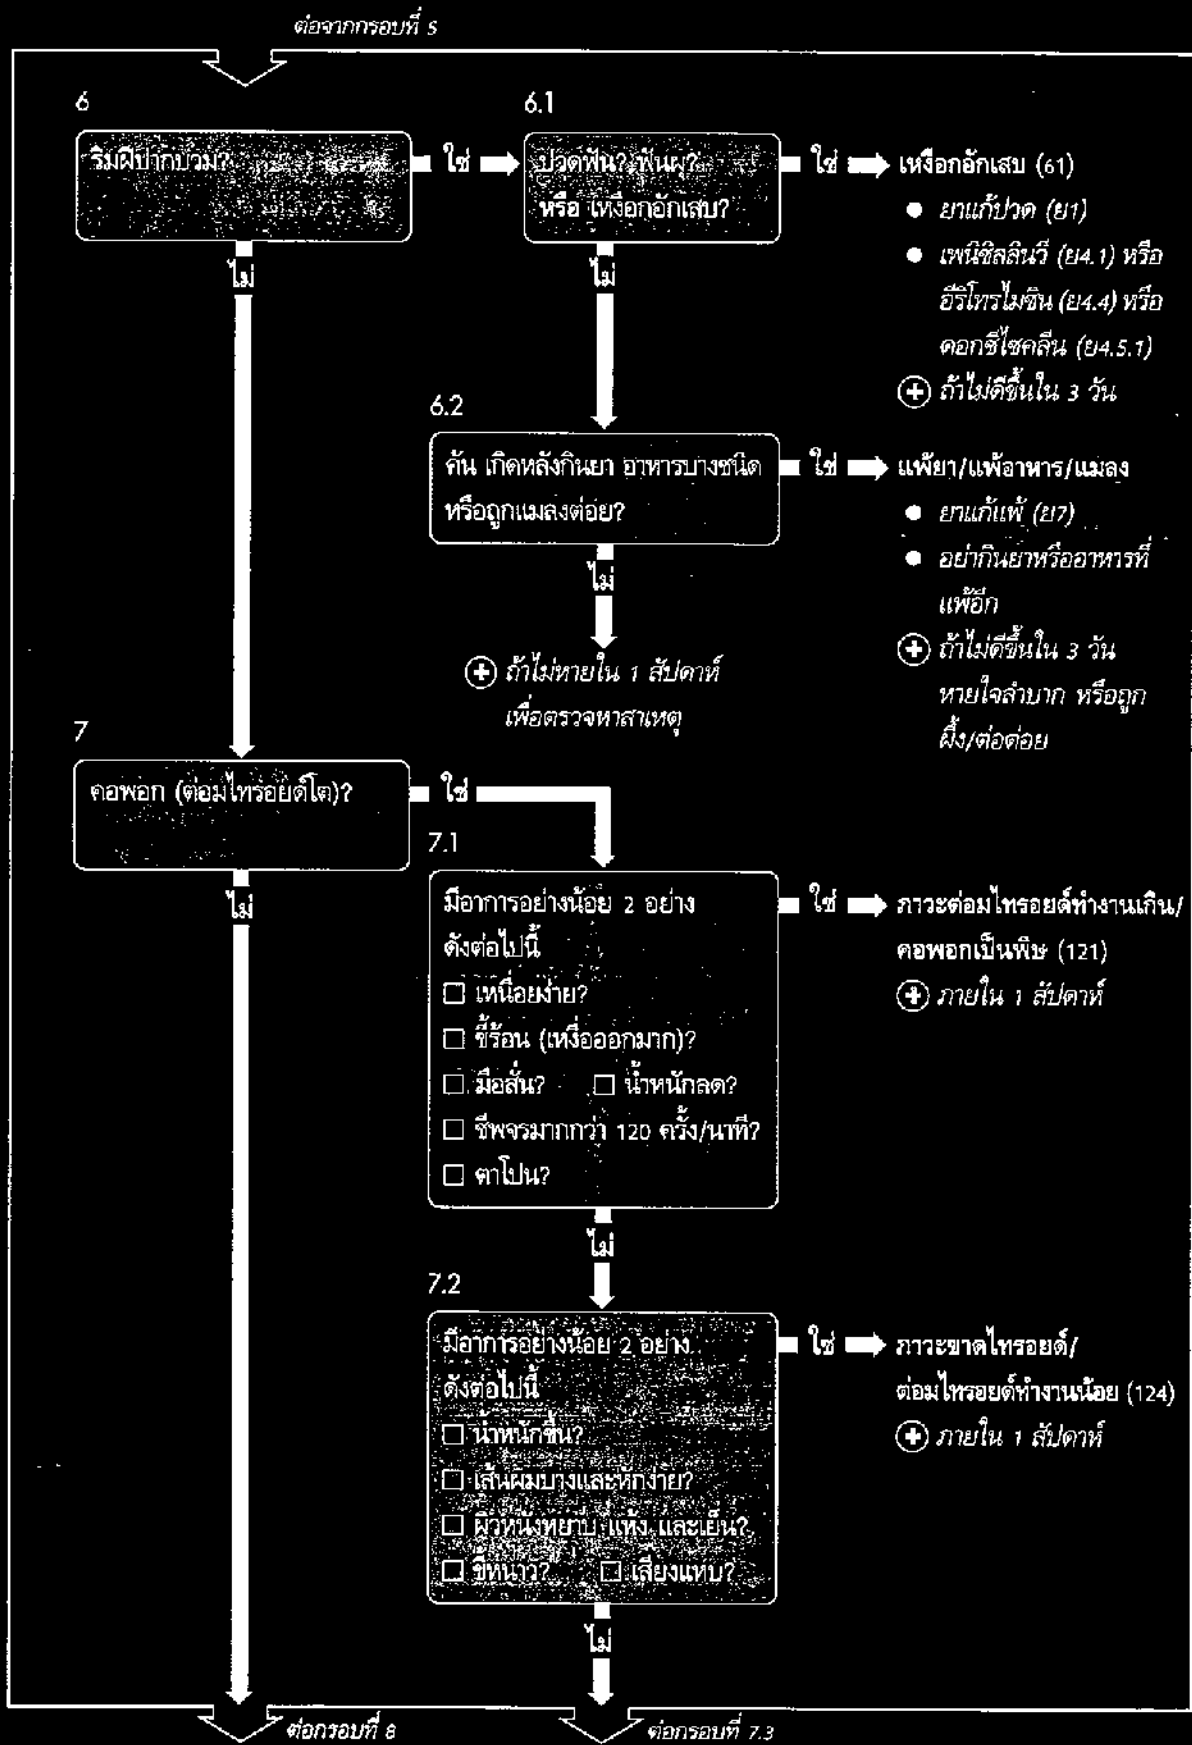 ต่อจากกรอบที่ 5
6
ริมฝีปากบวม?
ใช่
6.1
ปวดฟัน? ฟันผุ?
หรือ เหงือกอักเสบ?
ใช่
เหงือกอักเสบ (61)
● ยาแก้ปวด (ย1)
● เพนิซิลลินวี (ย4.1) หรือ
อีริโทรไมซิน (ย4.4) หรือ
ดอกซีไซคลีน (ย4.5.1)
ถ้าไม่ดีขึ้นใน 3 วัน
ไม่
ไม่
6.2
คัน เกิดหลังกินยา อาหารบางชนิด
หรือถูกแมลงต่อย?
ใช่
แพ้ยา/แพ้อาหาร/แมลง
● ยาแก้แพ้ (ย7)
● อย่ากินยาหรืออาหารที่
แพ้อีก
ถ้าไม่ดีขึ้นใน 3 วัน
หายใจลำบาก หรือถูก
ผึ้ง/ต่อต่อย
ไม่
ถ้าไม่หายใน 1 สัปดาห์
เพื่อตรวจหาสาเหตุ
7
คอพอก (ต่อมไทรอยด์โต)?
ใช่
ไม่
7.1
มีอาการอย่างน้อย 2 อย่าง
ดังต่อไปนี้
□ เหนื่อยง่าย?
□ ขี้ร้อน (เหงื่อออกมาก)?
□ มือสั่น? □ น้ำหนักลด?
□ ชีพจรมากกว่า 120 ครั้ง/นาที?
□ ตาโปน?
ใช่
ภาวะต่อมไทรอยด์ทำงานเกิน/
คอพอกเป็นพิษ (121)
ภายใน 1 สัปดาห์
ไม่
7.2
มีอาการอย่างน้อย 2 อย่าง
ดังต่อไปนี้
□ น้ำหนักขึ้น?
□ เส้นผมบางและหักง่าย?
□ ผิวหนังหยาบ แห้ง และเย็น?
□ ขี้หนาว? □ เสียงแหบ?
ใช่
ภาวะขาดไทรอยด์/
ต่อมไทรอยด์ทำงานน้อย (124)
ภายใน 1 สัปดาห์
ไม่
ต่อกรอบที่ 8
ต่อกรอบที่ 7.3